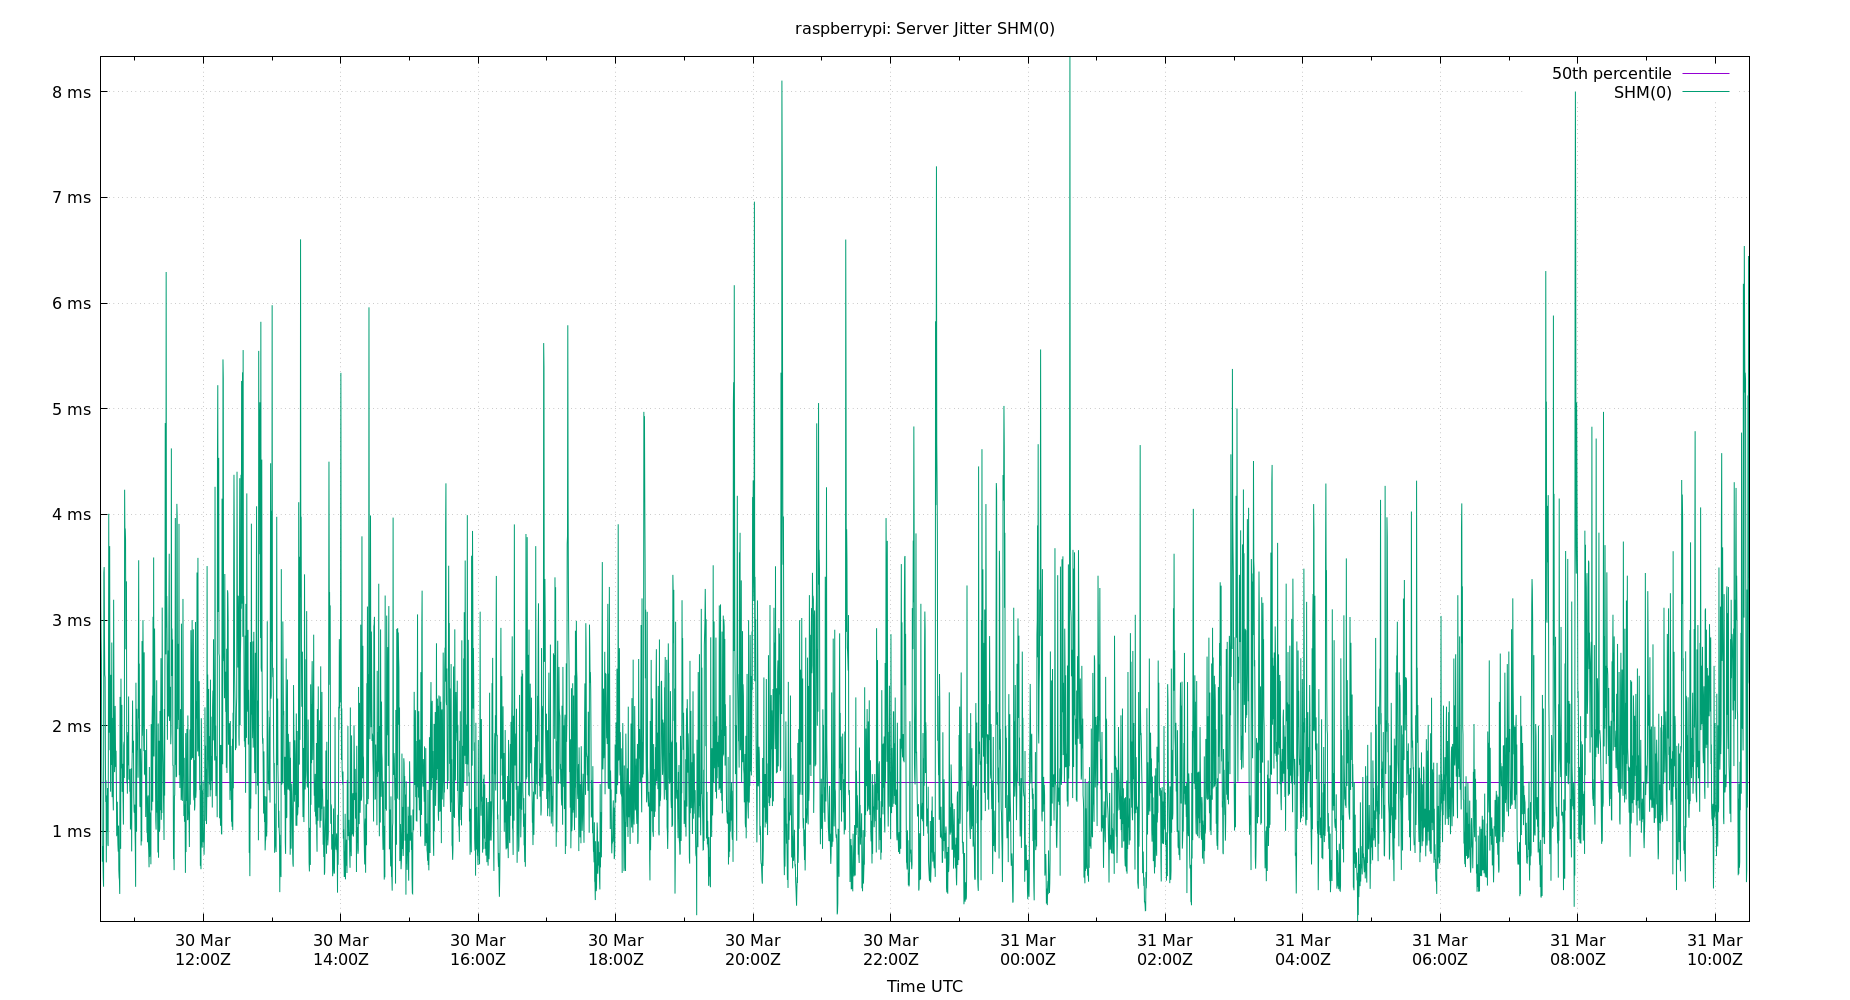 raspberrypi: Server Jitter SHM(0)
50th percentile
SHM(0)
8 ms
7 ms
6 ms
5 ms
4 ms
3 ms
2 ms
1 ms
30 Mar 30 Mar 30 Mar 30 Mar 30 Mar 30 Mar 31 Mar 31 Mar 31 Mar 31 Mar 31 Mar 31 Mar
12:00Z 14:00Z 16:00Z 18:00Z 20:00Z 22:00Z 00:00Z 02:00Z 04:00Z 06:00Z 08:00Z 10:00Z
Time UTC